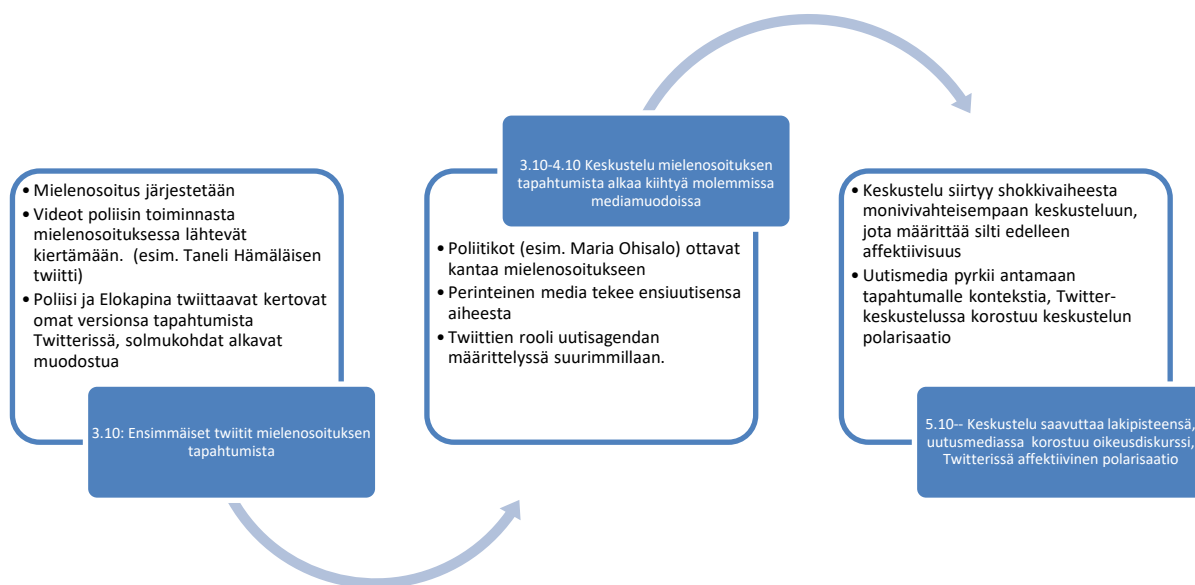 • Mielenosoitus järjestetään
• Videot poliisin toiminnasta
mielenosoituksessa lähtevät
kiertämään.  (esim. Taneli Hämäläisen
twiitti)
• Poliisi ja Elokapina twiittaavat kertovat
omat versionsa tapahtumista
Twitterissä, solmukohdat alkavat
muodostua
3.10: Ensimmäiset twiitit mielenosoituksen
tapahtumista
3.10-4.10 Keskustelu mielenosoituksen
tapahtumista alkaa kiihtyä molemmissa
mediamuodoissa
• Poliitikot (esim. Maria Ohisalo) ottavat
kantaa mielenosoitukseen
• Perinteinen media tekee ensiuutisensa
aiheesta
• Twiittien rooli uutisagendan
määrittelyssä suurimmillaan.
• Keskustelu siirtyy shokkivaiheesta
monivivahteisempaan keskusteluun,
jota määrittää silti edelleen
affektiivisuus
• Uutismedia pyrkii antamaan
tapahtumalle kontekstia, Twitter-
keskustelussa korostuu keskustelun
polarisaatio
5.10-- Keskustelu saavuttaa lakipisteensä,
uutusmediassa  korostuu oikeusdiskurssi,
Twitterissä affektiivinen polarisaatio